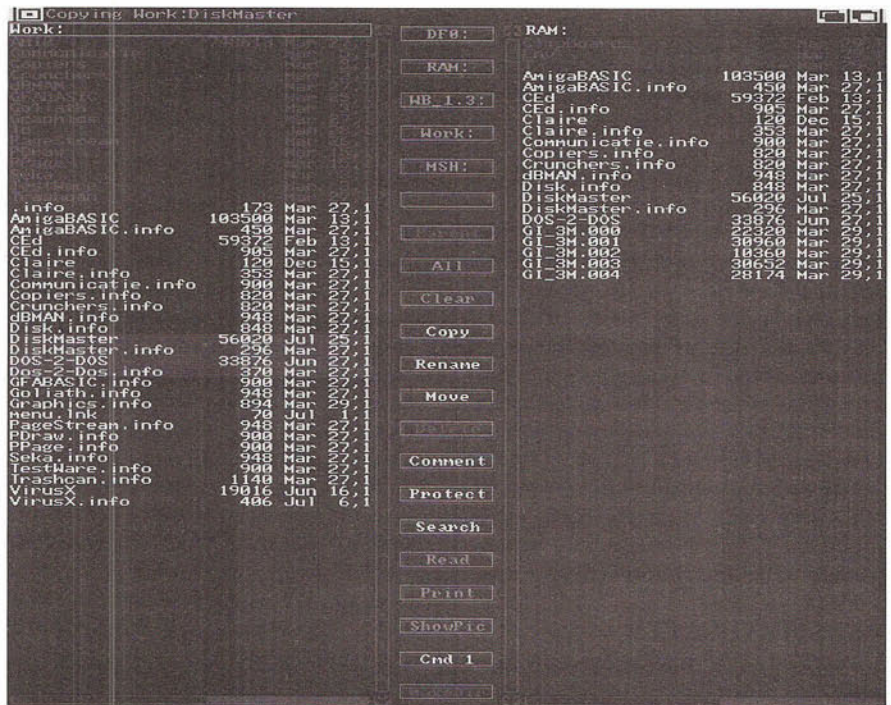 Copying Work:DiskMaster
Work:
.info 173 Mar 27,1
AmigaBASIC 103500 Mar 13,1
AmigaBASIC.info 450 Mar 27,1
CEd 59372 Feb 13,1
CEd.info 905 Mar 27,1
Claire 120 Dec 15,1
Claire.info 353 Mar 27,1
Communicatie.info 900 Mar 27,1
Copiers.info 820 Mar 27,1
Crunchers.info 820 Mar 27,1
dBMAN.info 948 Mar 27,1
Disk.info 848 Mar 27,1
DiskMaster 56020 Jul 25,1
DiskMaster.info 296 Mar 27,1
DOS-2-DOS 33876 Jun 27,1
Dos-2-Dos.info 370 Mar 27,1
GFABASIC.info 900 Mar 27,1
Goliath.info 948 Mar 27,1
Graphics.info 894 Mar 29,1
menu.lnk 70 Jul 1,1
PageStream.info 948 Mar 27,1
PDraw.info 900 Mar 27,1
PPage.info 900 Mar 27,1
Seka.info 948 Mar 27,1
TestWare.info 900 Mar 27,1
Trashcan.info 1140 Mar 27,1
VirusX 19016 Jun 16,1
VirusX.info 406 Jul 6,1
DF0:
RAM:
WB_1.3:
Work:
MSH:
Parent
All
Clear
Copy
Rename
Move
Delete
Comment
Protect
Search
Read
Print
ShowPic
Cmd 1
RAM:
AmigaBASIC 103500 Mar 13,1
AmigaBASIC.info 450 Mar 27,1
CEd 59372 Feb 13,1
CEd.info 905 Mar 27,1
Claire 120 Dec 15,1
Claire.info 353 Mar 27,1
Communicatie.info 900 Mar 27,1
Copiers.info 820 Mar 27,1
Crunchers.info 820 Mar 27,1
dBMAN.info 948 Mar 27,1
Disk.info 848 Mar 27,1
DiskMaster 56020 Jul 25,1
DiskMaster.info 296 Mar 27,1
DOS-2-DOS 33876 Jun 27,1
GI_3M.000 22320 Mar 29,1
GI_3M.001 30960 Mar 29,1
GI_3M.002 10360 Mar 29,1
GI_3M.003 30652 Mar 29,1
GI_3M.004 28174 Mar 29,1